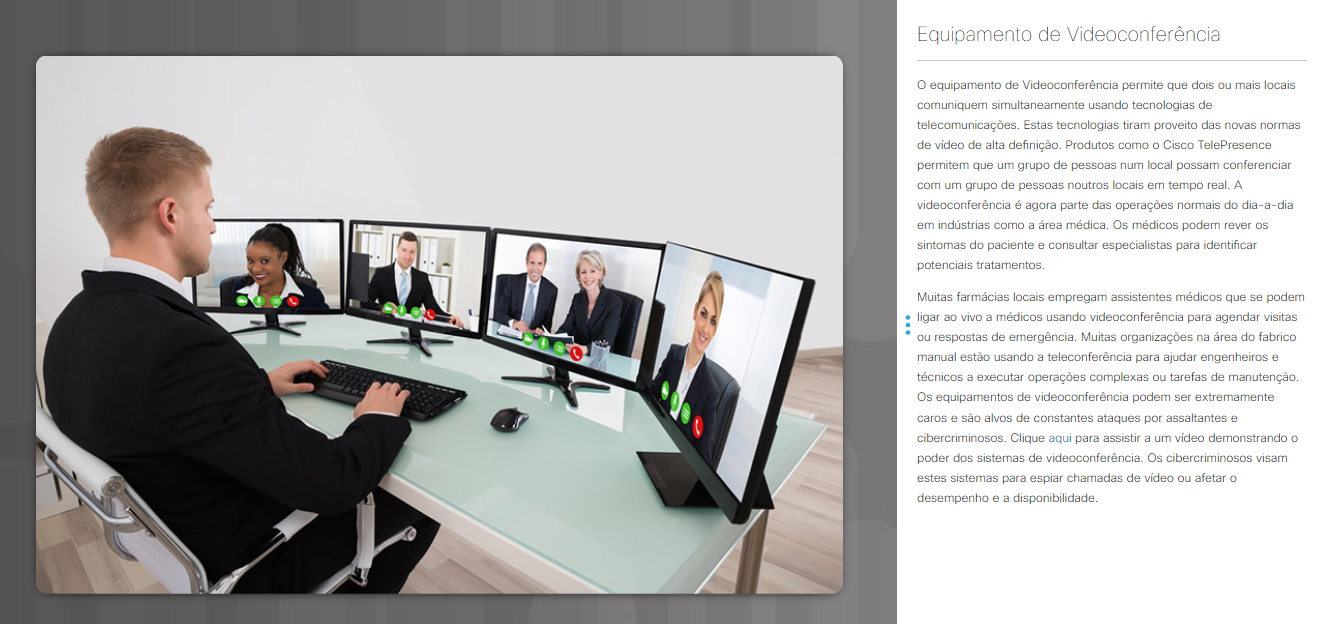 Equipamento de Videoconferência
O equipamento de Videoconferência permite que dois ou mais locais
comuniquem simultaneamente usando tecnologias de
telecomunicações. Estas tecnologias tiram proveito das novas normas
de vídeo de alta definição. Produtos como o Cisco TelePresence
permitem que um grupo de pessoas num local possam conferenciar
com um grupo de pessoas noutros locais em tempo real. A
videoconferência é agora parte das operações normais do dia-a-dia
em indústrias como a área médica. Os médicos podem rever os
sintomas do paciente e consultar especialistas para identificar
potenciais tratamentos.
Muitas farmácias locais empregam assistentes médicos que se podem
ligar ao vivo a médicos usando videoconferência para agendar visitas
ou respostas de emergência. Muitas organizações na área do fabrico
manual estão usando a teleconferência para ajudar engenheiros e
técnicos a executar operações complexas ou tarefas de manutenção.
Os equipamentos de videoconferência podem ser extremamente
caros e são alvos de constantes ataques por assaltantes e
cibercriminosos. Clique aqui para assistir a um vídeo demonstrando o
poder dos sistemas de videoconferência. Os cibercriminosos visam
estes sistemas para espiar chamadas de vídeo ou afetar o
desempenho e a disponibilidade.